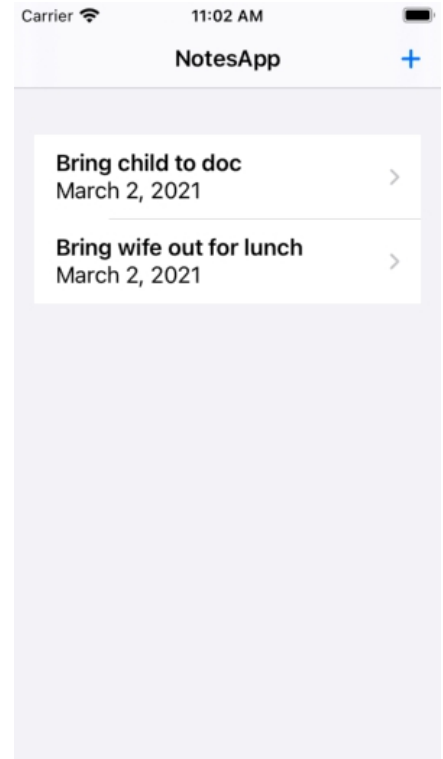 Carrier 11:02 AM
NotesApp +
Bring child to doc
March 2, 2021
Bring wife out for lunch
March 2, 2021